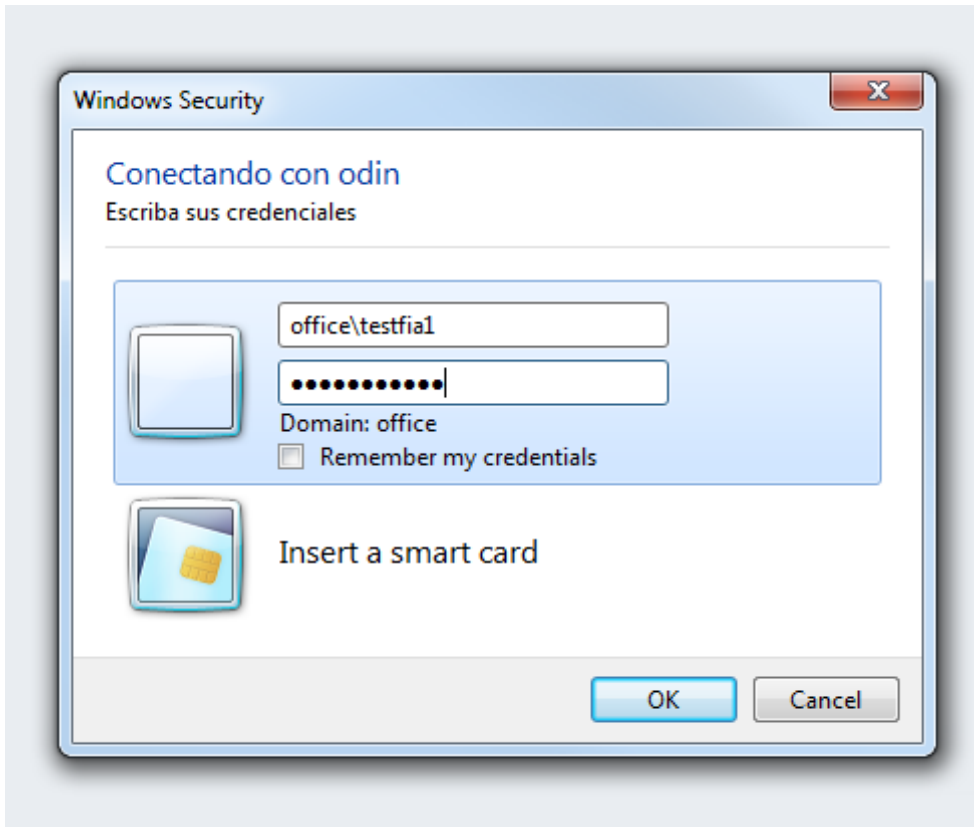 Windows Security
Conectando con odin
Escriba sus credenciales
office\testfia1
●●●●●●●●●●●
Domain: office
Remember my credentials
Insert a smart card
OK
Cancel